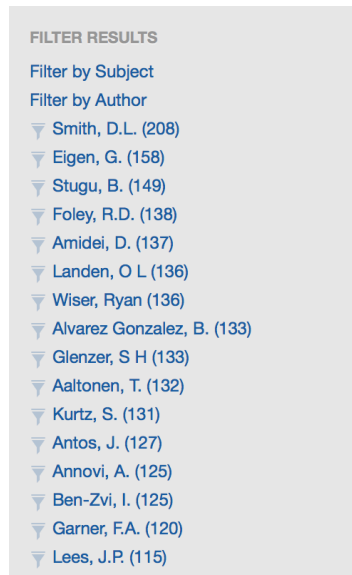 FILTER RESULTS
Filter by Subject
Filter by Author
Smith, D.L. (208)
Eigen, G. (158)
Stugu, B. (149)
Foley, R.D. (138)
Amidei, D. (137)
Landen, O L (136)
Wiser, Ryan (136)
Alvarez Gonzalez, B. (133)
Glenzer, S H (133)
Aaltonen, T. (132)
Kurtz, S. (131)
Antos, J. (127)
Annovi, A. (125)
Ben-Zvi, I. (125)
Garner, F.A. (120)
Lees, J.P. (115)